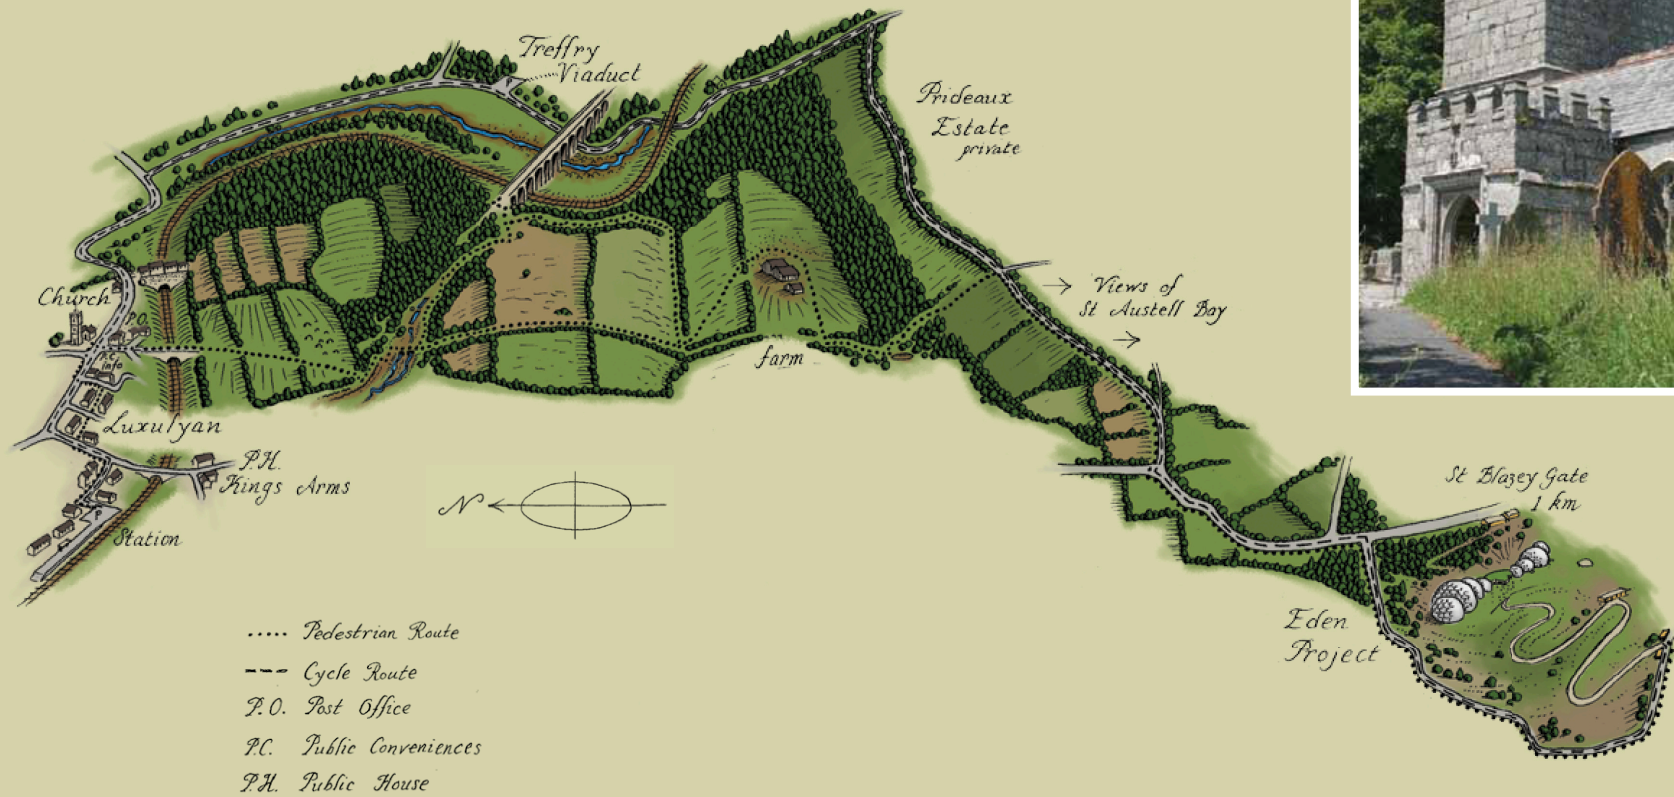 Treffry
Viaduct
P
Prideaux
Estate
private
Church
P.O.
P.C.
info
Luxulyan
P.H.
Kings Arms
Station
P
N
farm
Views of
St Austell Bay
St Blazey Gate
1 km
Eden
Project
..... Pedestrian Route
--- Cycle Route
P.O. Post Office
P.C. Public Conveniences
P.H. Public House